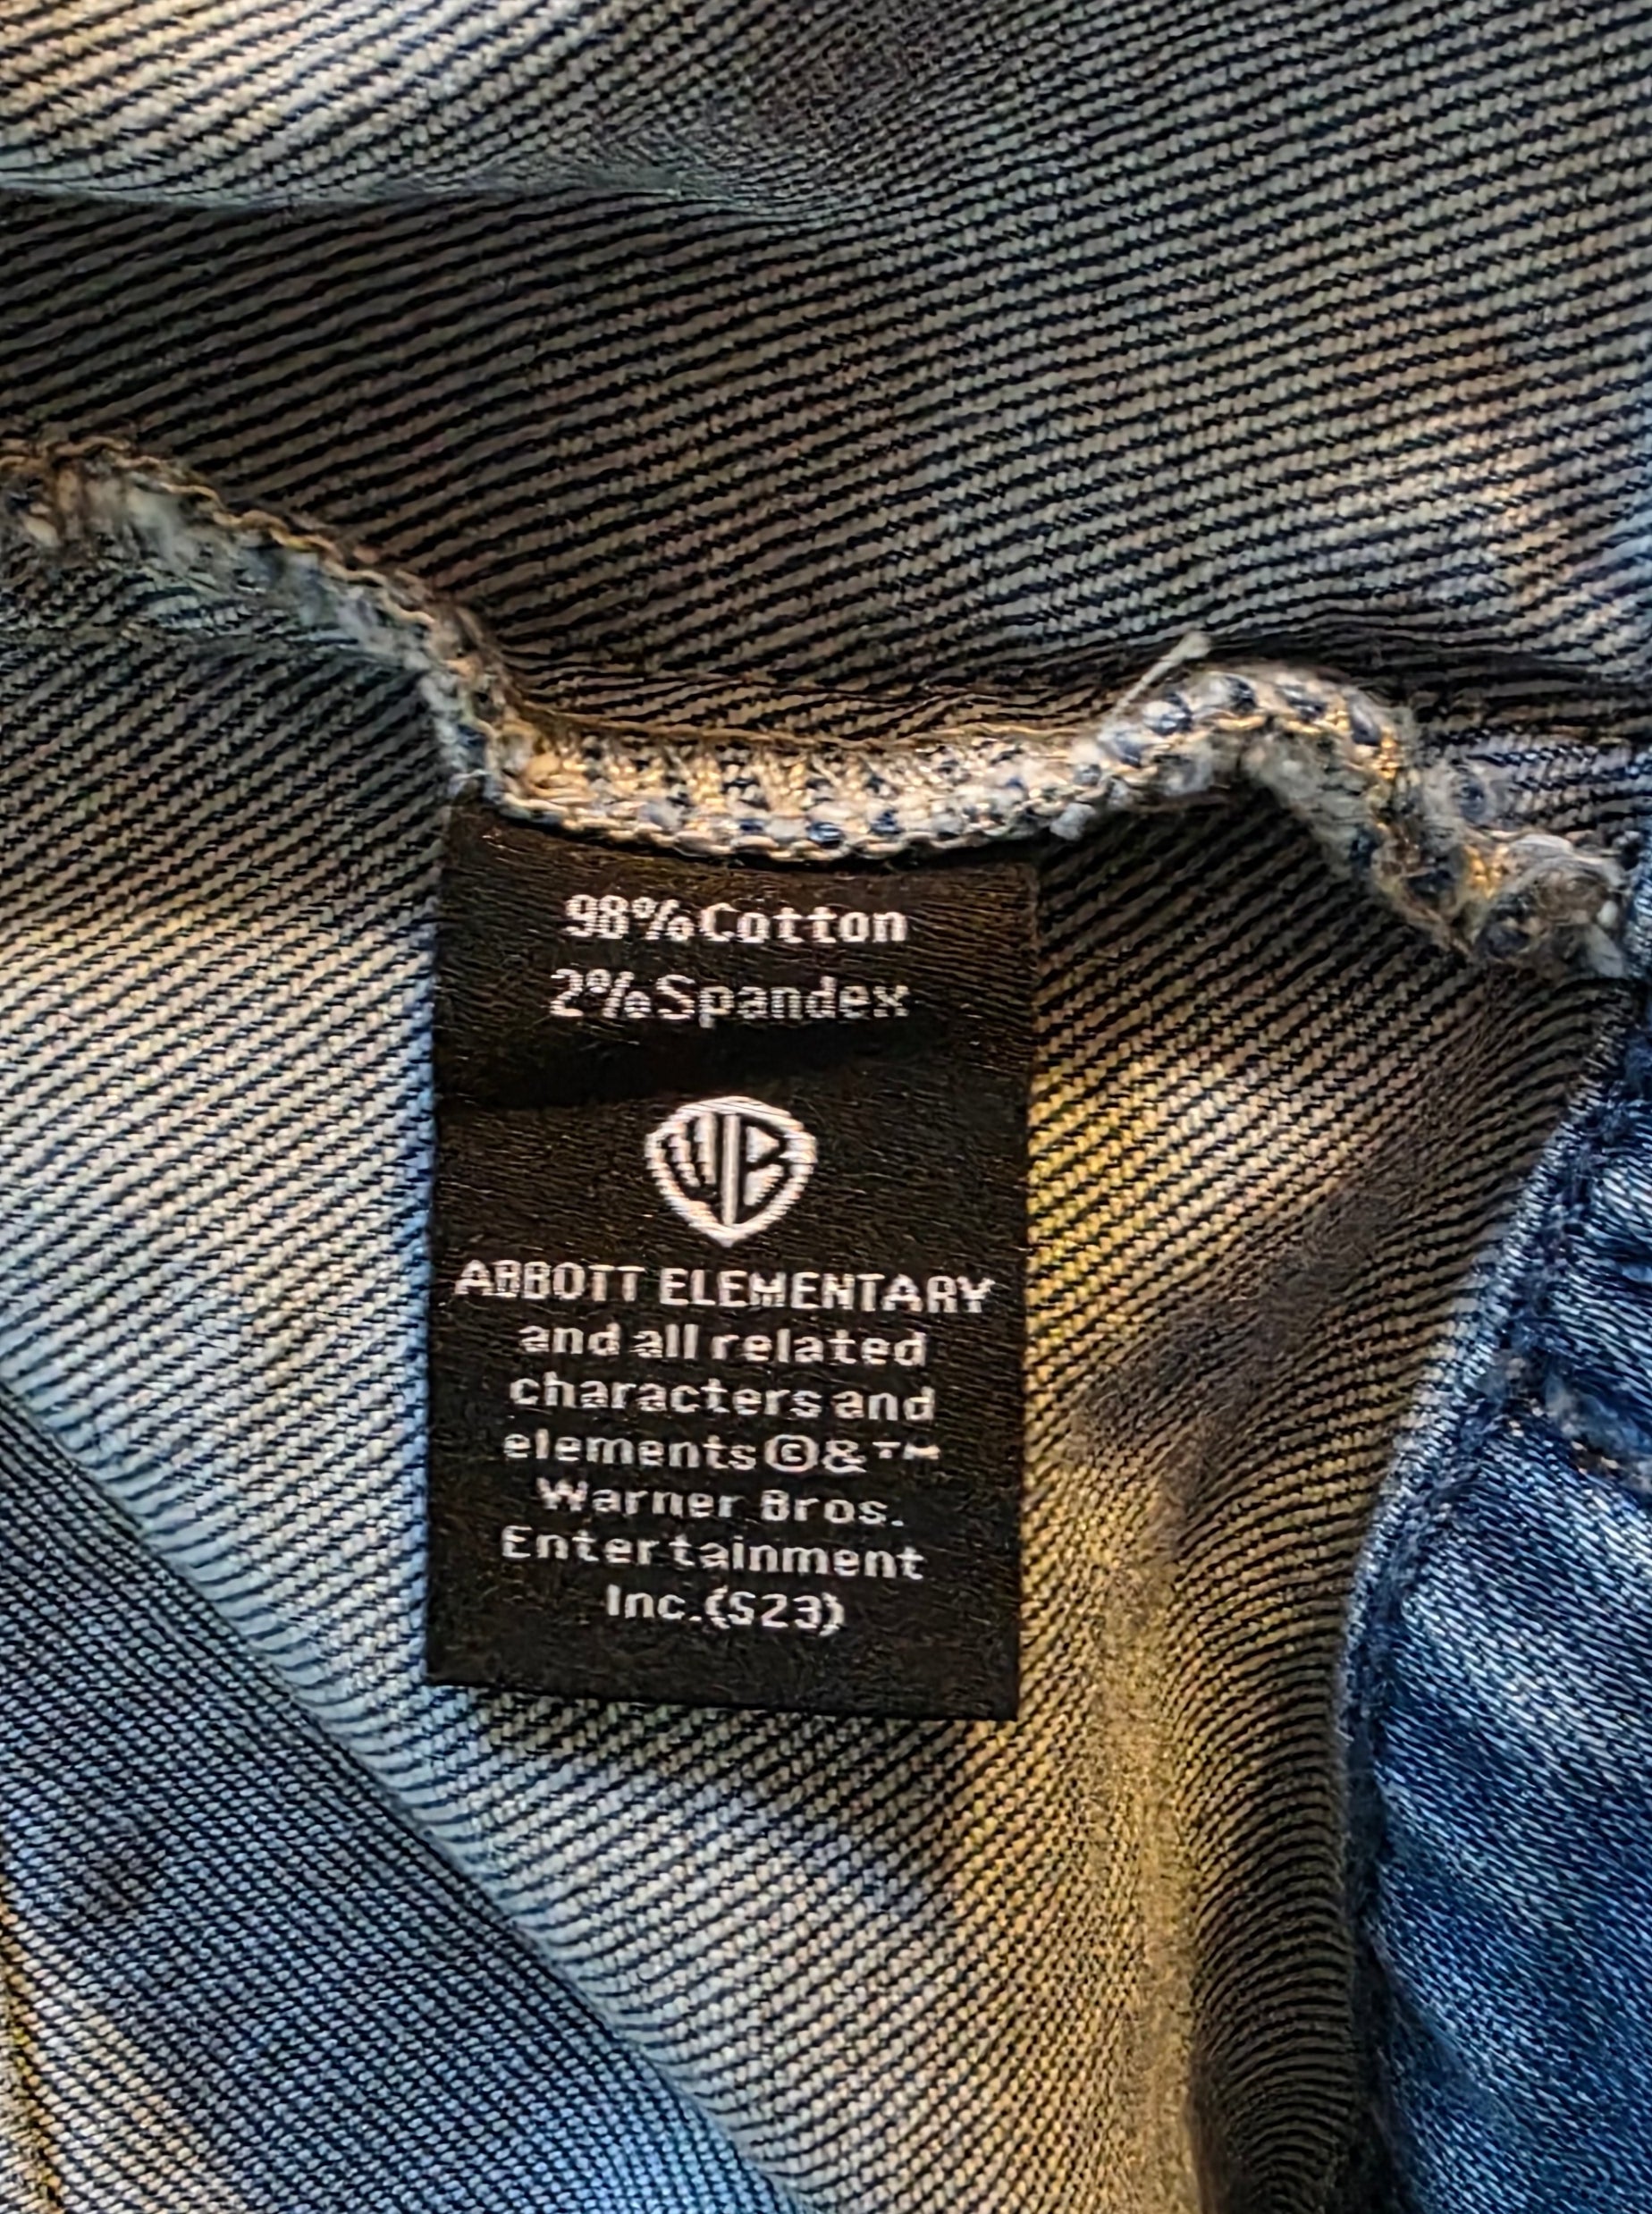 98% Cotton
2% Spandex
WB
ABBOTT ELEMENTARY
and all related
characters and
elements © & ™
Warner Bros.
Entertainment
Inc. (S23)